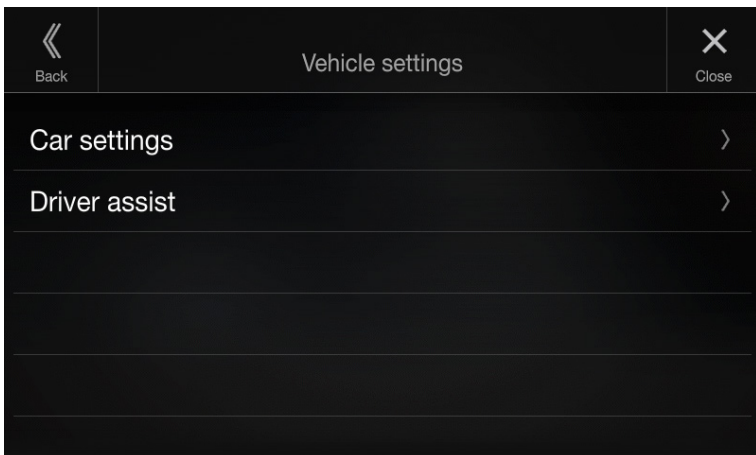 Back
Vehicle settings
Close
Car settings
Driver assist